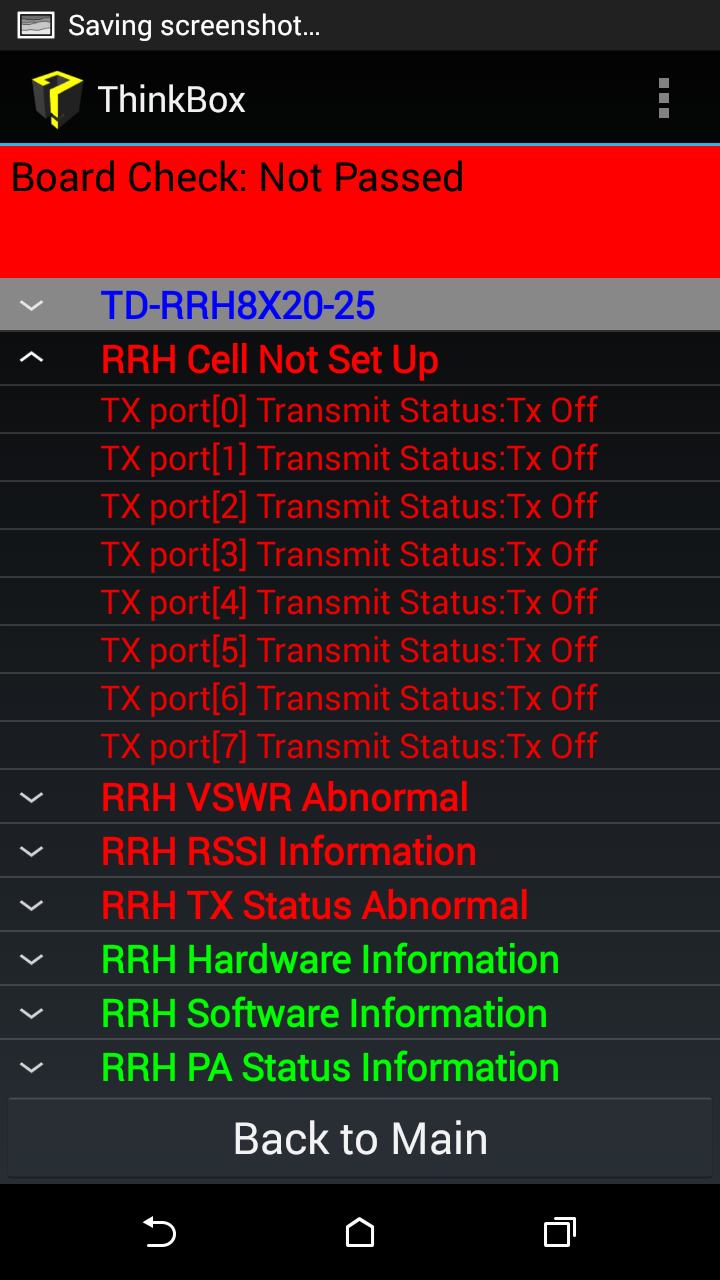 Saving screenshot...
ThinkBox
Board Check: Not Passed
TD-RRH8X20-25
RRH Cell Not Set Up
TX port[0] Transmit Status:Tx Off
TX port[1] Transmit Status:Tx Off
TX port[2] Transmit Status:Tx Off
TX port[3] Transmit Status:Tx Off
TX port[4] Transmit Status:Tx Off
TX port[5] Transmit Status:Tx Off
TX port[6] Transmit Status:Tx Off
TX port[7] Transmit Status:Tx Off
RRH VSWR Abnormal
RRH RSSI Information
RRH TX Status Abnormal
RRH Hardware Information
RRH Software Information
RRH PA Status Information
Back to Main